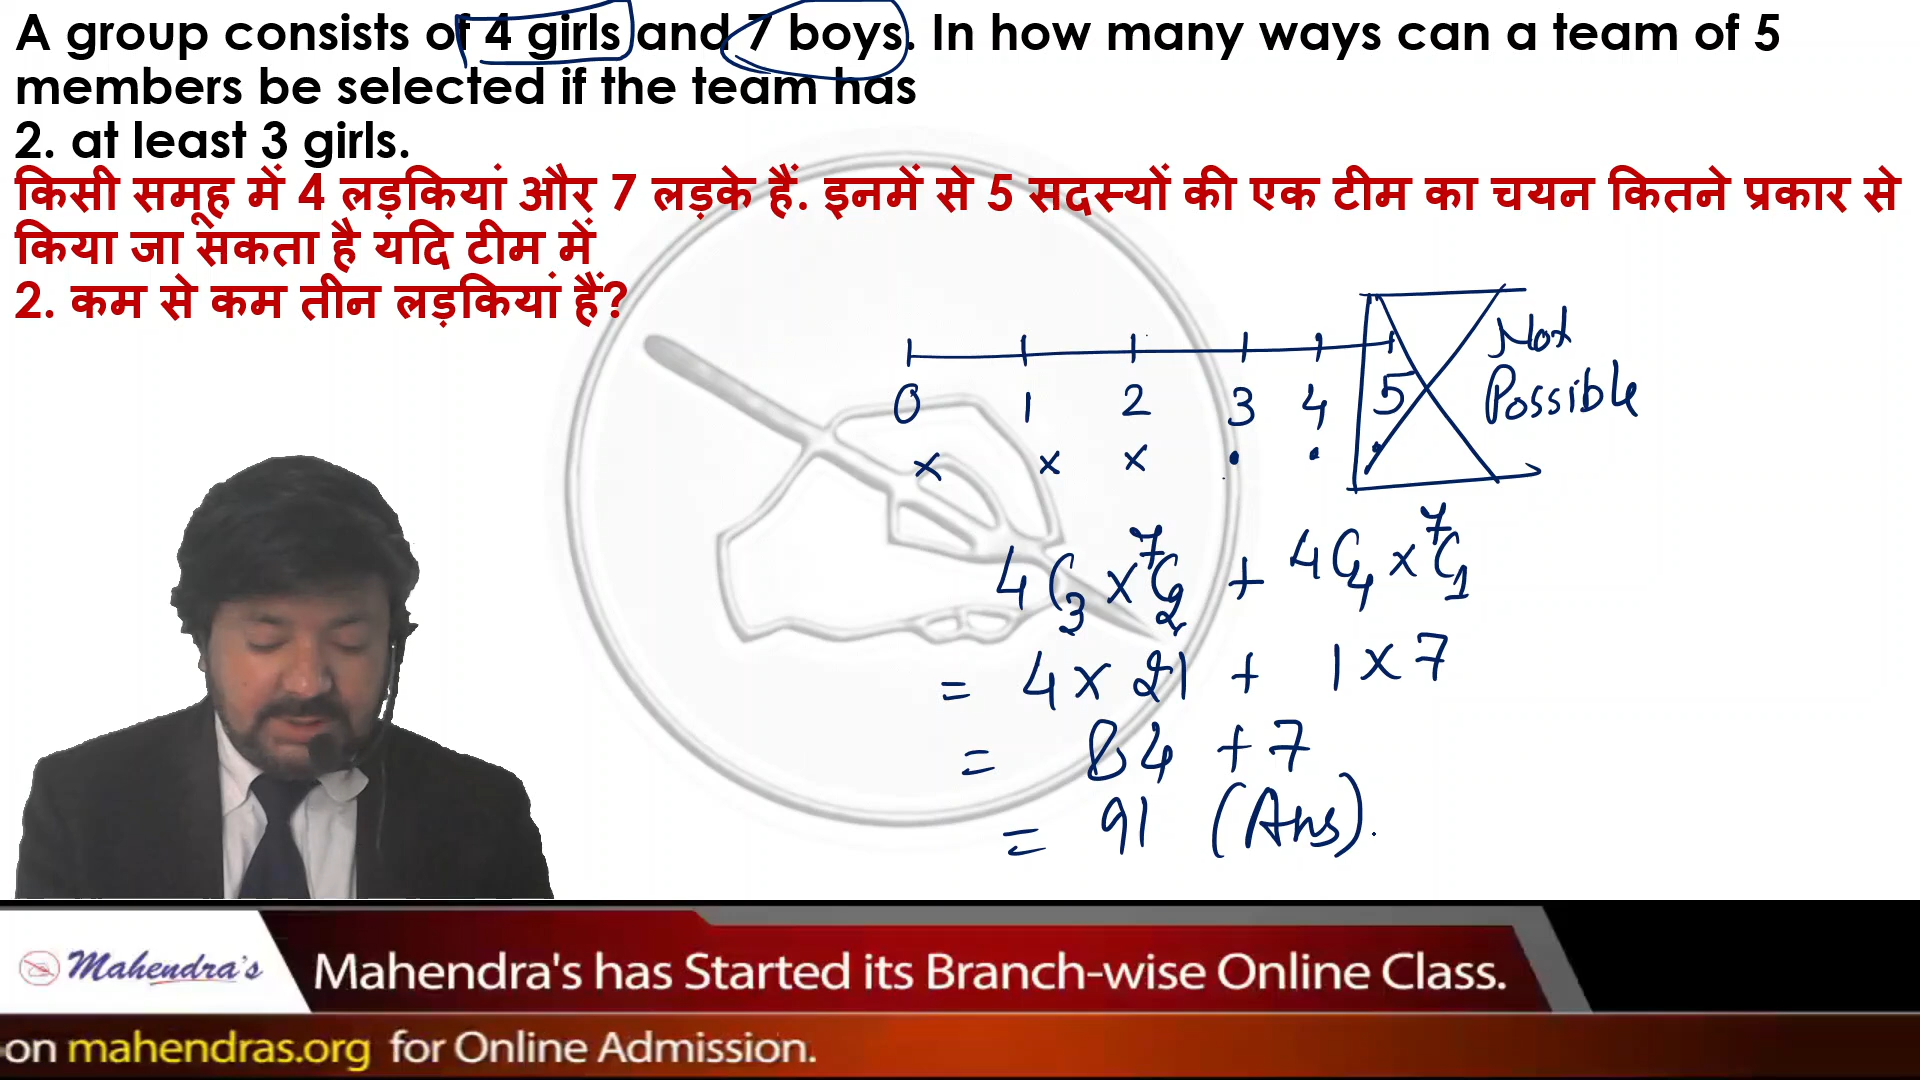 A group consists of 4 girls and 7 boys. In how many ways can a team of 5
members be selected if the team has
2. at least 3 girls.
किसी समूह में 4 लड़कियां और 7 लड़के हैं. इनमें से 5 सदस्यों की एक टीम का चयन कितने प्रकार से
किया जा सकता है यदि टीम में
2. कम से कम तीन लड़कियां हैं?
0 1 2 3 4 5 Not
Possible
x x x
4C3 x 7C2 + 4C4 x 7C1
= 4 x 21 + 1 x 7
= 84 + 7
= 91 (Ans).
Mahendra's
Mahendra's has Started its Branch-wise Online Class.
on mahendras.org for Online Admission.